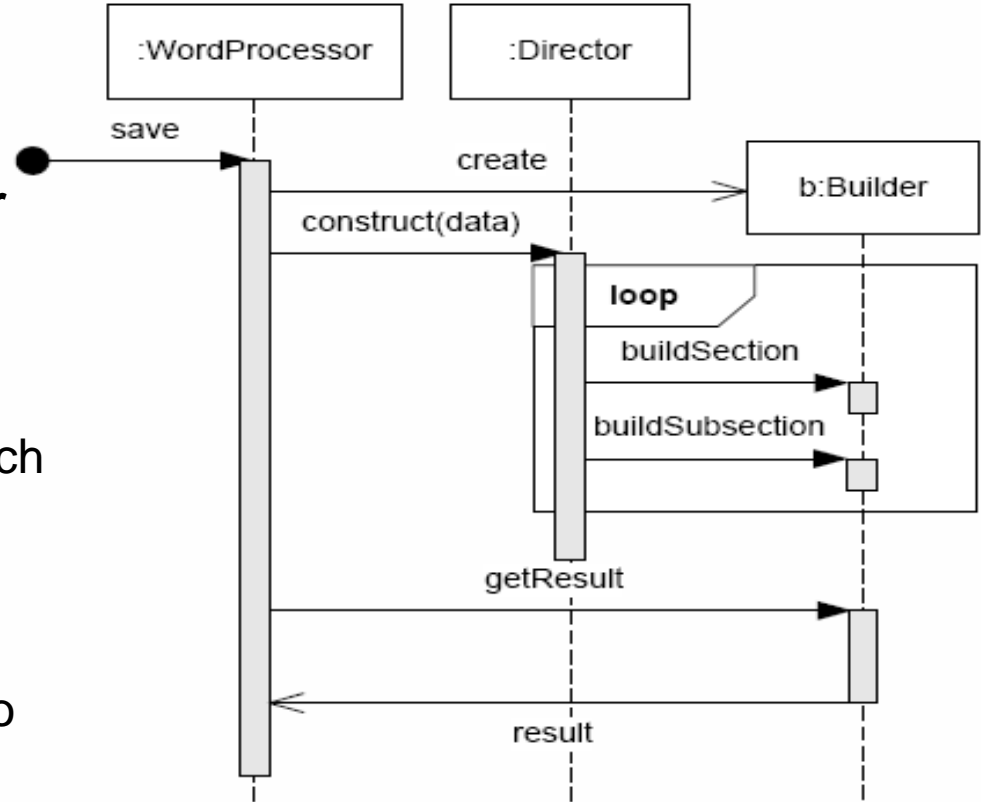 :WordProcessor :Director
save
create
b:Builder
construct(data)
loop
buildSection
ch
buildSubsection
getResult
o
result